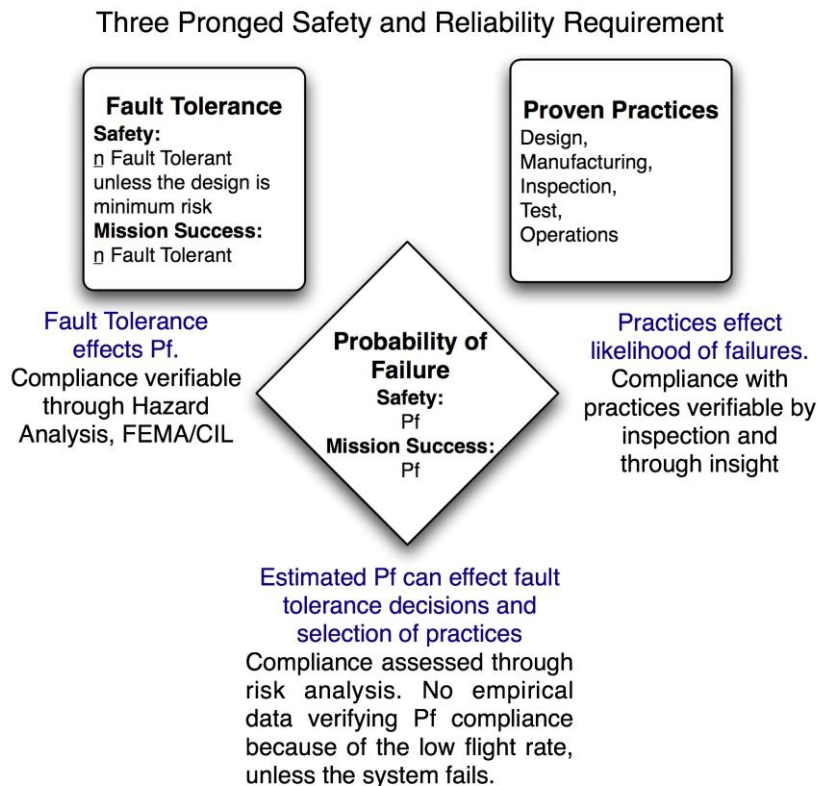 Three Pronged Safety and Reliability Requirement
Fault Tolerance
Safety:
n Fault Tolerant
unless the design is
minimum risk
Mission Success:
n Fault Tolerant
Proven Practices
Design,
Manufacturing,
Inspection,
Test,
Operations
Fault Tolerance
effects Pf.
Compliance verifiable
through Hazard
Analysis, FEMA/CIL
Probability of
Failure
Safety:
Pf
Mission Success:
Pf
Practices effect
likelihood of failures.
Compliance with
practices verifiable by
inspection and
through insight
Estimated Pf can effect fault
tolerance decisions and
selection of practices
Compliance assessed through
risk analysis. No empirical
data verifying Pf compliance
because of the low flight rate,
unless the system fails.